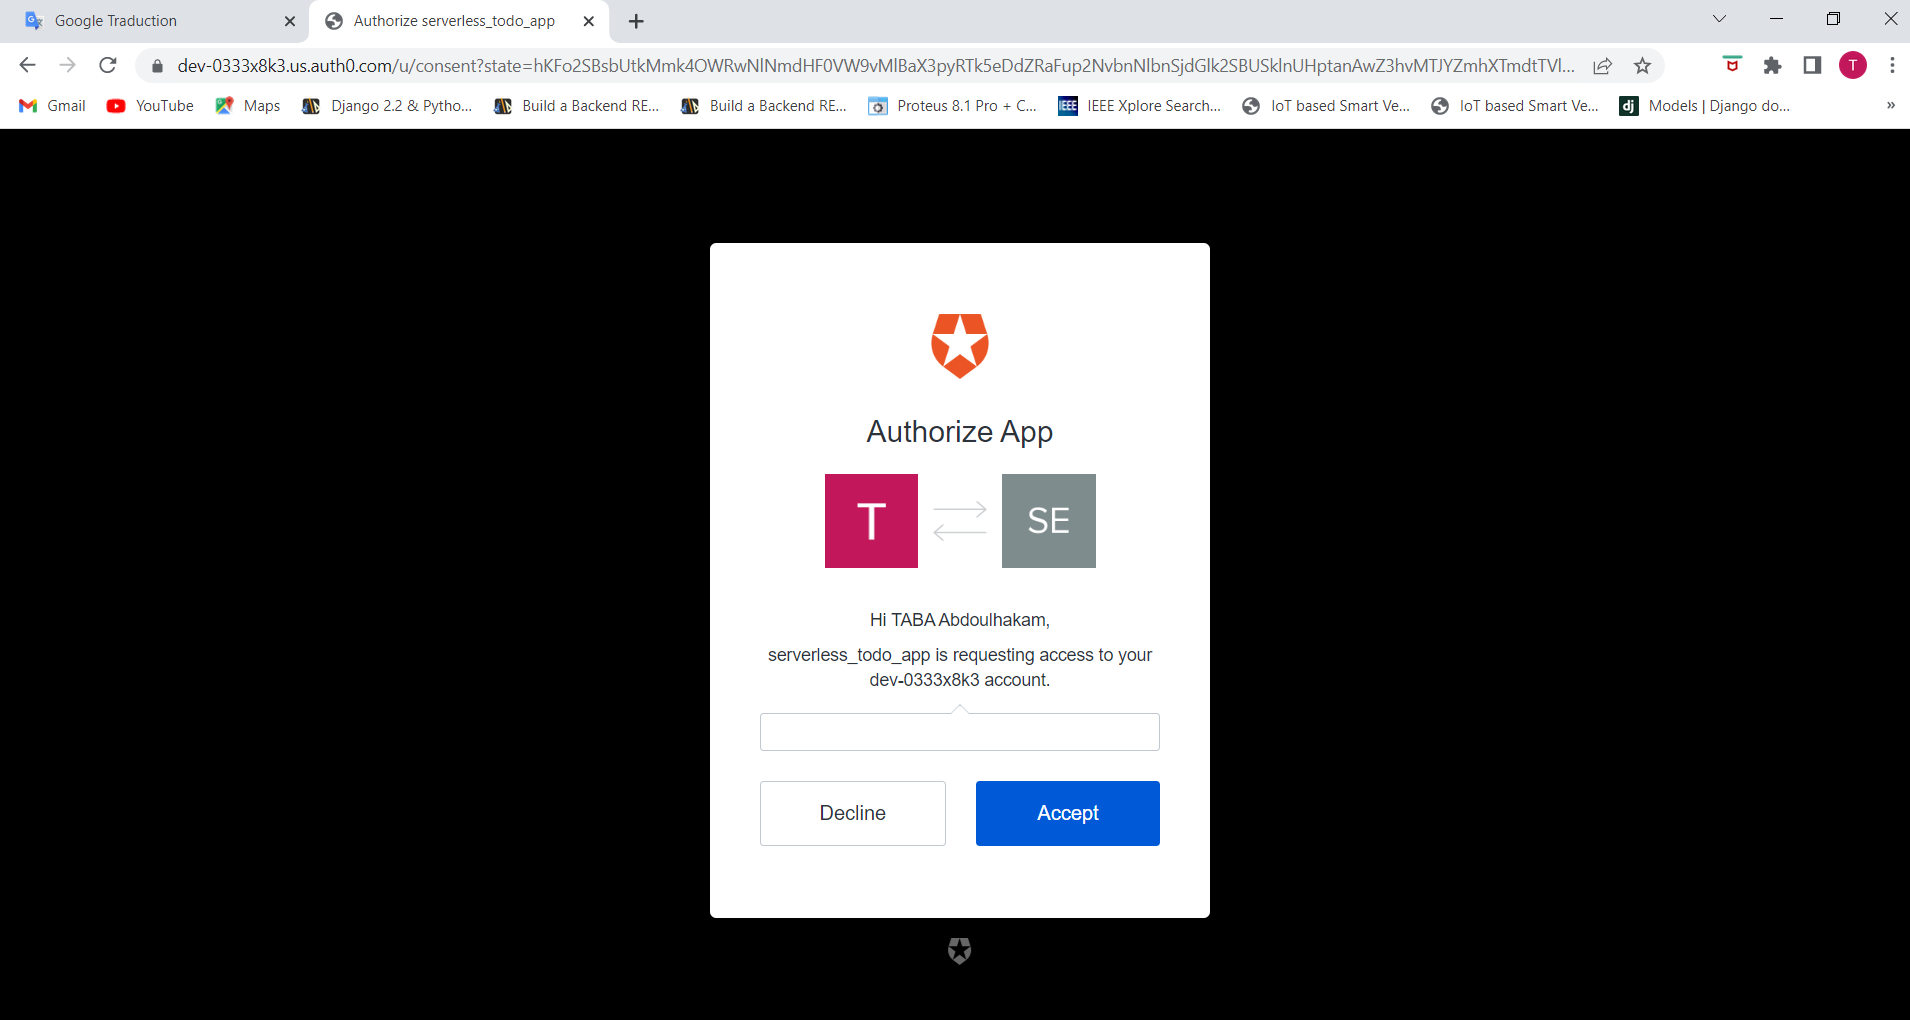 Google Traduction
Authorize serverless_todo_app
dev-0333x8k3.us.auth0.com/u/consent?state=
Gmail
YouTube
Maps
Django 2.2 & Pytho...
Build a Backend RE...
Build a Backend RE...
Proteus 8.1 Pro + C...
IEEE
IEEE Xplore Search...
IoT based Smart Ve...
IoT based Smart Ve...
dj
Models | Django do...
»
T
Authorize App
T
SE
Hi TABA Abdoulhakam,
serverless_todo_app is requesting access to your
dev-0333x8k3 account.
Decline
Accept